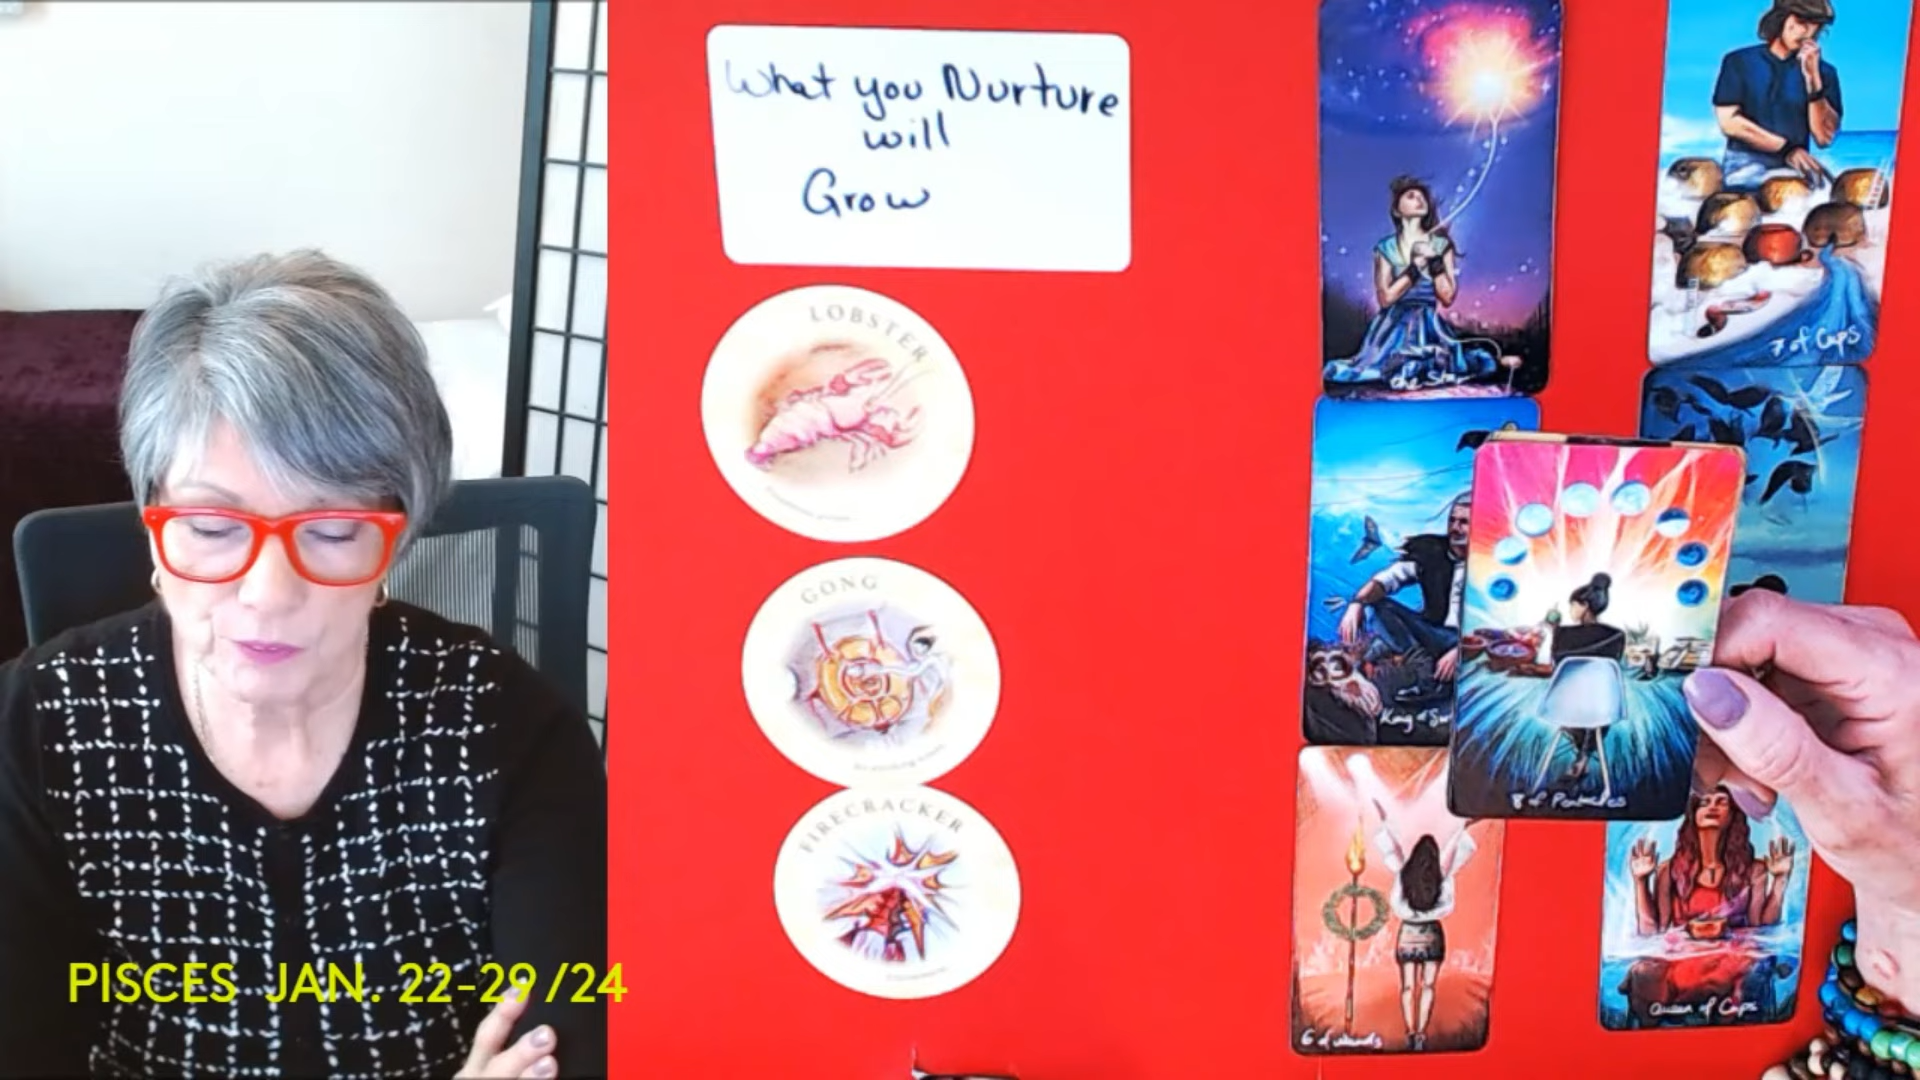 What you Nurture
will
Grow
LOBSTER
GONG
FIRECRACKER
The Star
7 of Cups
King of
8 of Pentacles
6 of wands
Queen of Cups
PISCES JAN. 22-29/24